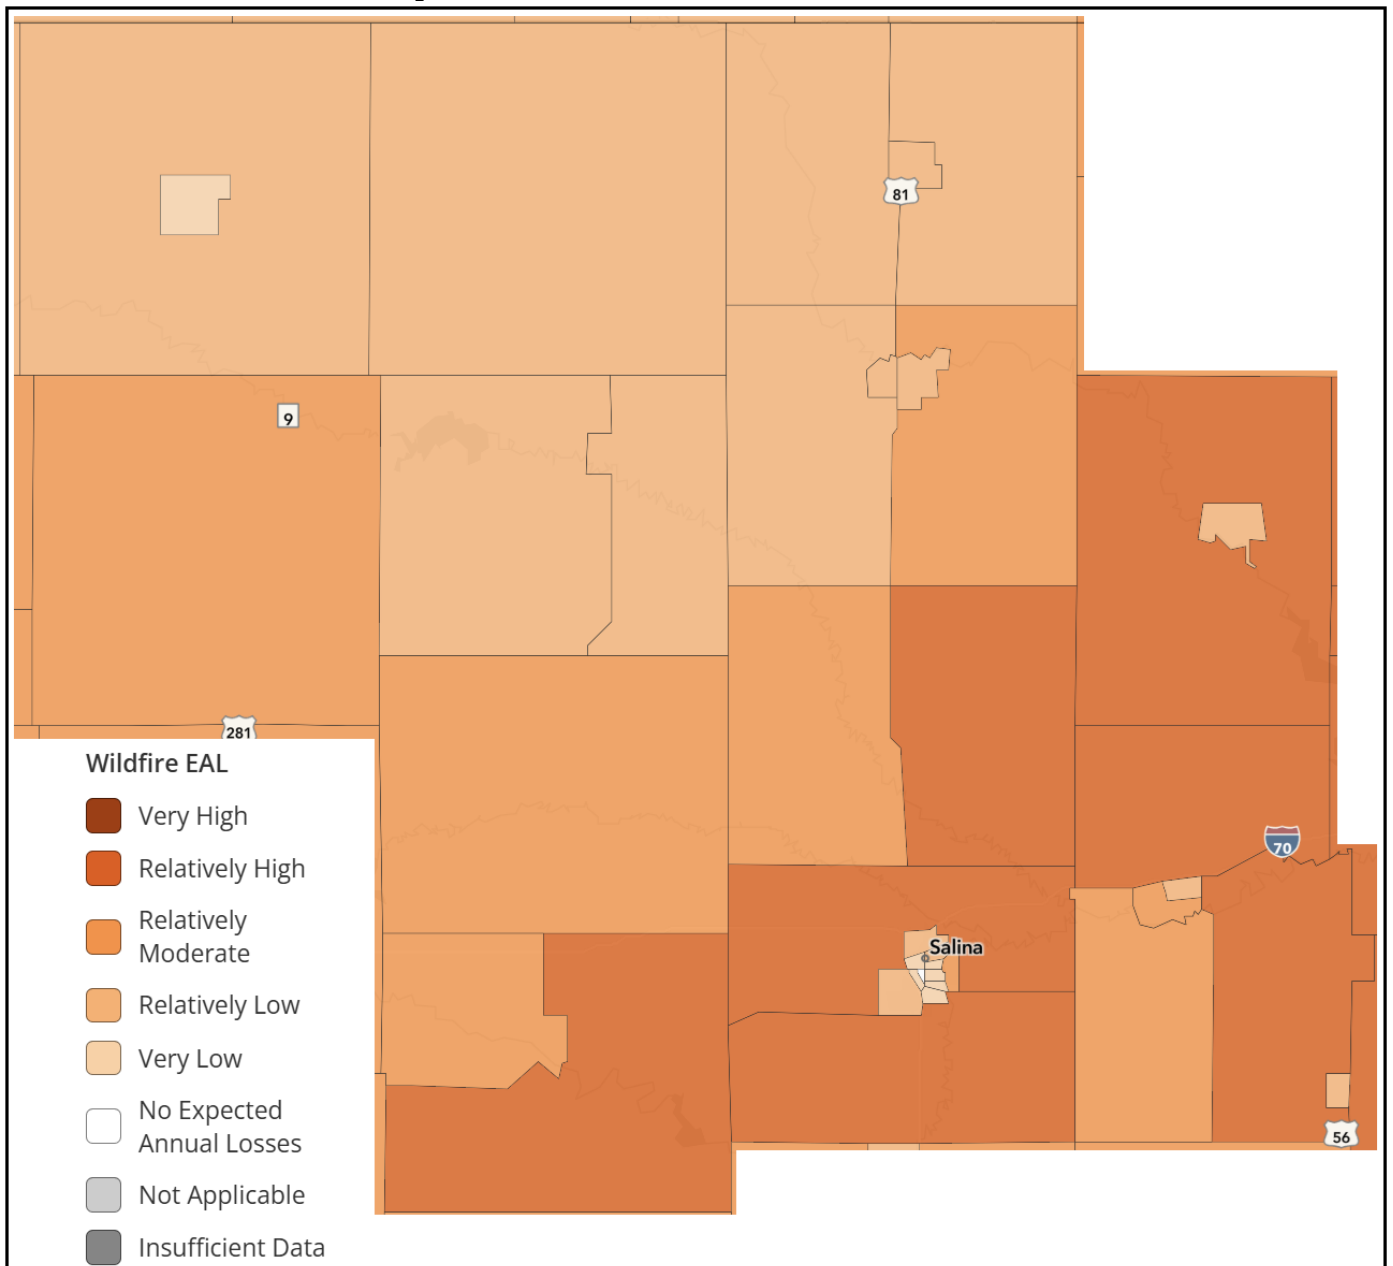 81
9
281
Wildfire EAL
Very High
Relatively High
Relatively
Moderate
Relatively Low
Very Low
No Expected
Annual Losses
Not Applicable
Insufficient Data
70
Salina
56